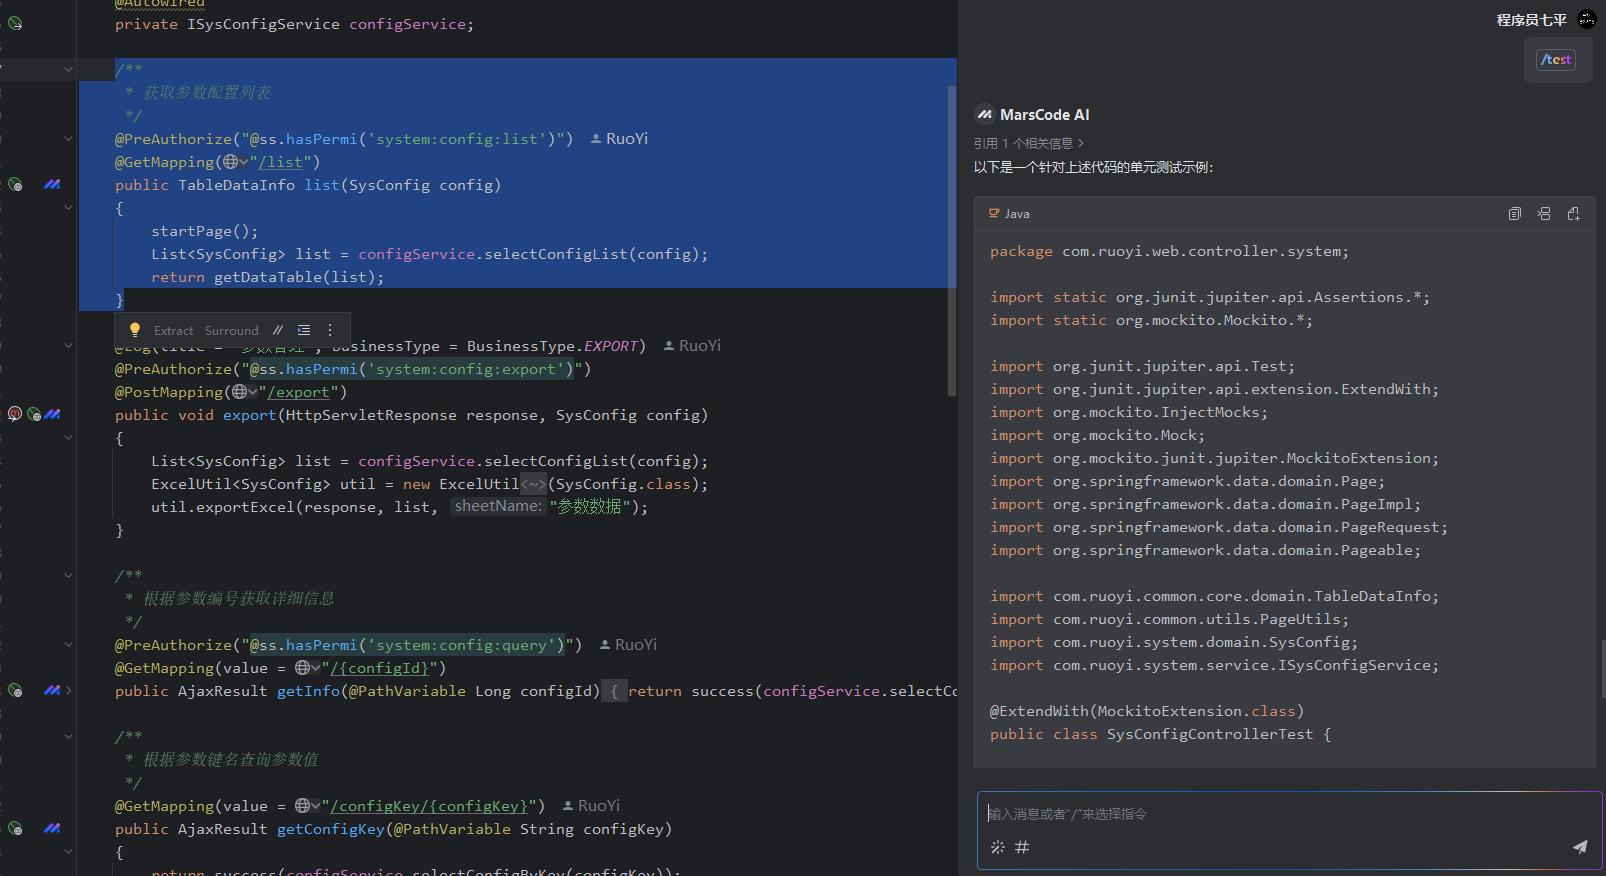 @Autowired
private ISysConfigService configService;
/**
* 获取参数配置列表
*/
@PreAuthorize("@ss.hasPermi('system:config:list')") RuoYi
@GetMapping("/list")
public TableDataInfo list(SysConfig config)
{
startPage();
List<SysConfig> list = configService.selectConfigList(config);
return getDataTable(list);
}
Extract Surround
@Log(title = "参数管理", businessType = BusinessType.EXPORT) RuoYi
@PreAuthorize("@ss.hasPermi('system:config:export')")
@PostMapping("/export")
public void export(HttpServletResponse response, SysConfig config)
{
List<SysConfig> list = configService.selectConfigList(config);
ExcelUtil<SysConfig> util = new ExcelUtil<~>(SysConfig.class);
util.exportExcel(response, list, sheetName: "参数数据");
}
/**
* 根据参数编号获取详细信息
*/
@PreAuthorize("@ss.hasPermi('system:config:query')") RuoYi
@GetMapping(value = "/{configId}")
public AjaxResult getInfo(@PathVariable Long configId) { return success(configService.selectCo
/**
* 根据参数键名查询参数值
*/
@GetMapping(value = "/configKey/{configKey}") RuoYi
public AjaxResult getConfigKey(@PathVariable String configKey)
{
return success(configService.selectConfigByKey(configKey));
程序员七平
/test
MarsCode AI
引用 1 个相关信息 >
以下是一个针对上述代码的单元测试示例:
Java
package com.ruoyi.web.controller.system;
import static org.junit.jupiter.api.Assertions.*;
import static org.mockito.Mockito.*;
import org.junit.jupiter.api.Test;
import org.junit.jupiter.api.extension.ExtendWith;
import org.mockito.InjectMocks;
import org.mockito.Mock;
import org.mockito.junit.jupiter.MockitoExtension;
import org.springframework.data.domain.Page;
import org.springframework.data.domain.PageImpl;
import org.springframework.data.domain.PageRequest;
import org.springframework.data.domain.Pageable;
import com.ruoyi.common.core.domain.TableDataInfo;
import com.ruoyi.common.utils.PageUtils;
import com.ruoyi.system.domain.SysConfig;
import com.ruoyi.system.service.ISysConfigService;
@ExtendWith(MockitoExtension.class)
public class SysConfigControllerTest {
输入消息或者"/"来选择指令